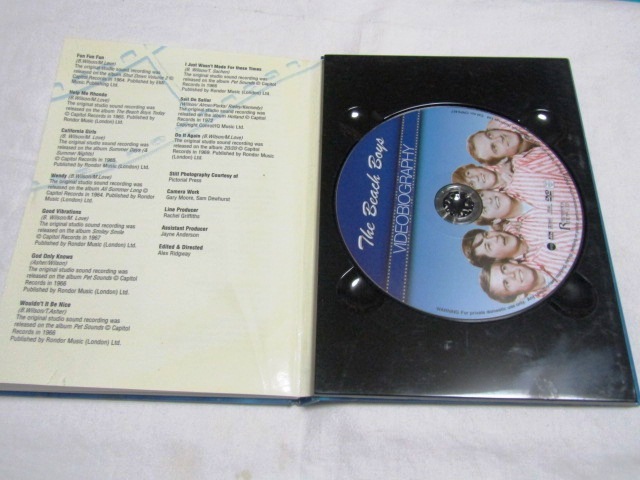 Fun Fun Fun
(B.Wilson/M.Love)
The original studio sound recording was
released on the album Shut Down Volume 2 ©
Capitol Records in 1964. Published by
Music Publishing
Help Me Rhonda
(B.Wilson/M.Love)
The original studio sound recording was
released on the album The Beach Boys Today
© Capitol Records in 1965. Published by
Rondor Music (London) Ltd.
California Girls
(B. Wilson/M. Love)
The original studio sound recording was
released on the album Summer Days (&
Summer Nights)
© Capitol Records in 1965.
Published by Rondor Music (London) Ltd.
Wendy (B. Wilson/M.Love)
The original studio sound recording was
released on the album All Summer Long ©
Capitol Records in 1964
Published by Rondor Music (London) Ltd.
Good Vibrations
(B. Wilson/M. Love)
The original studio sound recording was
released on the album Smiley Smile
© Capitol Records in 1967
Published by Rondor Music (London) Ltd.
God Only Knows
(Asher/Wilson)
The original studio sound recording was
released on the album Pet Sounds © Capitol
Records in 1966
Published by Rondor Music (London) Ltd.
Wouldn't It Be Nice
(B.Wilson/T.Asher)
The original studio sound recording was
released on the album Pet Sounds © Capitol
Records in 1966
Published by Rondor Music (London) Ltd.
I Just Wasn't Made For these Times
(B.Wilson/T.Asher)
The original studio sound recording was
released on the album Pet Sounds © Capitol
Records in 1966
Published by Rondor Music (London) Ltd.
Sail On Sailor
The original studio sound recording was
released on the album Holland © Capitol
Records in 1973
Music Ltd.
Do It Again (B.Wilson/M.Love)
The original studio sound recording was
released on the album 20/20 © Capitol
Records in Published by Rondor Music
(London) Ltd.
Still Photography Courtesy of
Pictorial Press
Camera Work
Gary Moore, Sam Dewhurst
Line Producer
Rachel Griffiths
Assistant Producer
Jayne Anderson
Edited & Directed
Alex Ridgway
The Beach Boys
VIDEOBIOGRAPHY
WARNING: For private domestic use only.